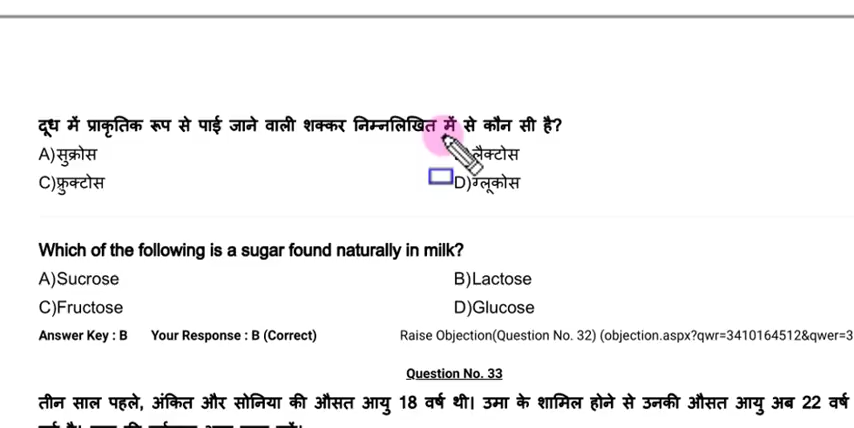 दूध में प्राकृतिक रूप से पाई जाने वाली शक्कर निम्नलिखित में से कौन सी है?
A)सुक्रोस लैक्टोस
C)फ्रुक्टोस D)ग्लूकोस
Which of the following is a sugar found naturally in milk?
A)Sucrose B)Lactose
C)Fructose D)Glucose
Answer Key : B Your Response : B (Correct) Raise Objection(Question No. 32) (objection.aspx?qwr=3410164512&qwer=3
Question No. 33
तीन साल पहले, अंकित और सोनिया की औसत आयु 18 वर्ष थी। उमा के शामिल होने से उनकी औसत आयु अब 22 वर्ष